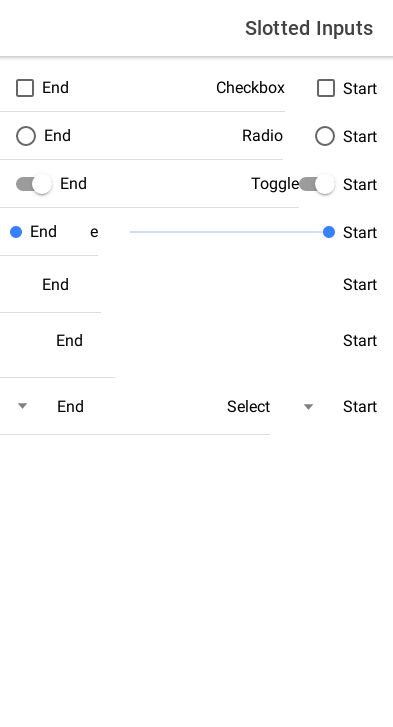 Slotted Inputs
End Checkbox Start
End Radio Start
End Toggle Start
End e Start
End Start
End Start
End Select Start